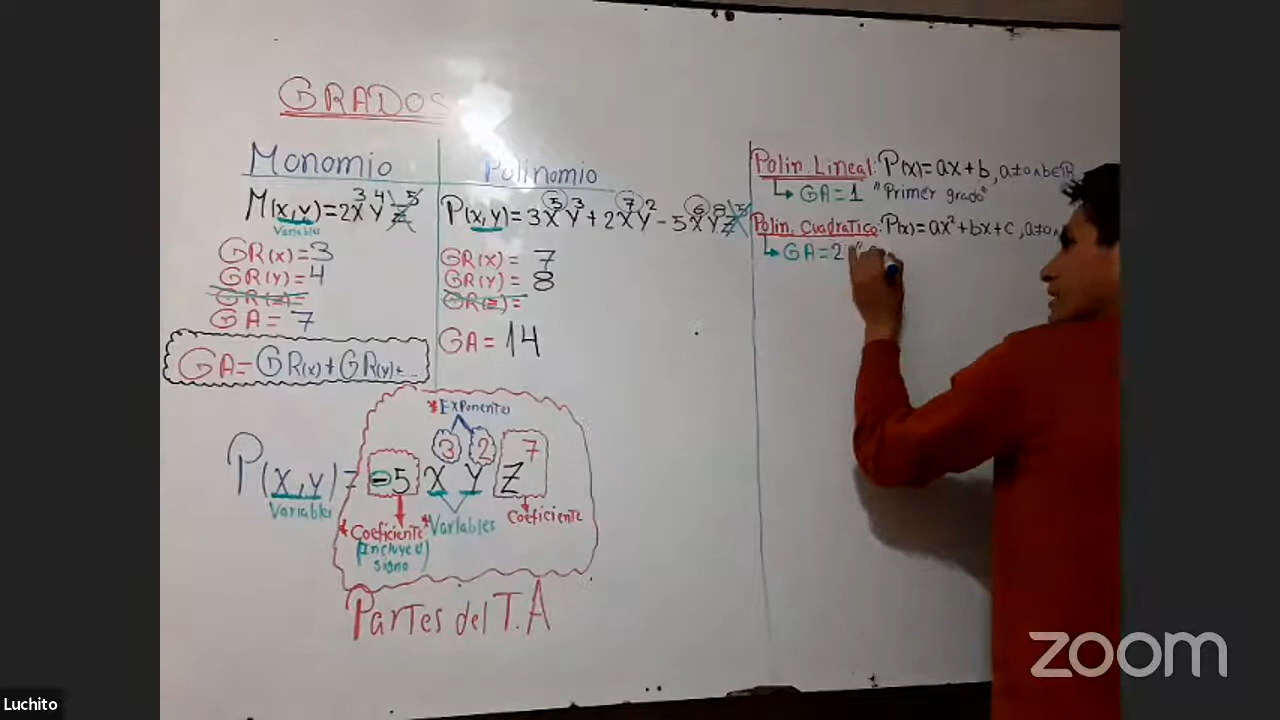 GRADOS
Monomio
M(x,y)=2x³y⁴z⁵
Variables
GR(x)=3
GR(y)=4
GR(z)=
GA=7
GA=GR(x)+GR(y)+...
Polinomio
P(x,y)=3x⁵y³+2x⁷y²-5x⁶y⁸z⁵
GR(x)= 7
GR(y)= 8
GR(z)=
GA= 14
*Exponente
P(x,y)=-5x³y²z⁷
Variables
*Coeficiente
(Incluye el
signo)
*Variables
Coeficiente
Partes del T.A
Polin. Lineal: P(x)=ax+b, a≠0∧b∈ℝ
GA=1 "Primer grado"
Polin. Cuadratico: P(x)=ax²+bx+c, a≠0∧
GA=2 "
zoom
Luchito